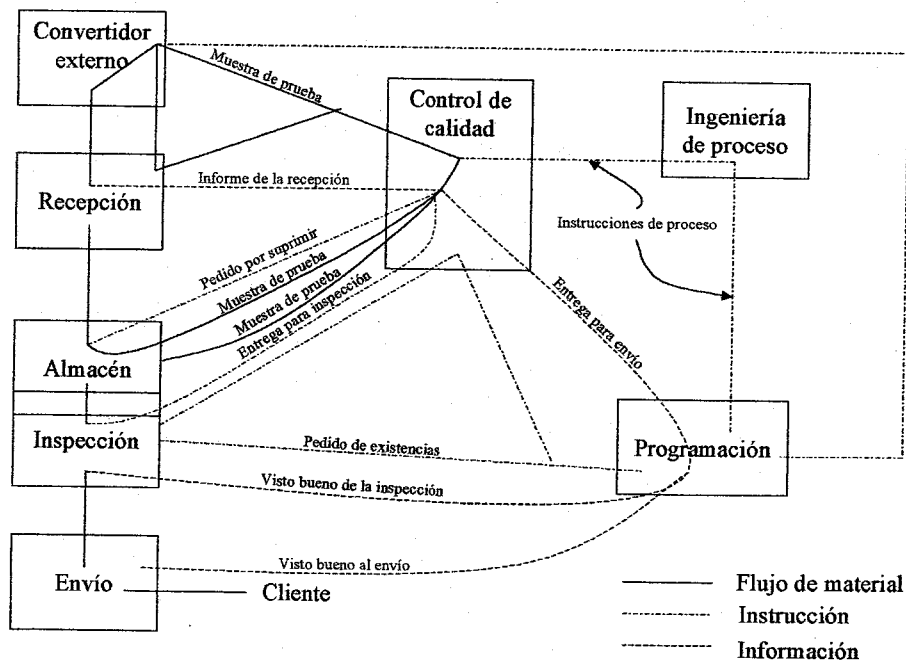 Convertidor
externo
Muestra de prueba
Control de
calidad
Ingeniería
de proceso
Informe de la recepción
Recepción
Instrucciones de proceso
Pedido por suprimir
Muestra de prueba
Muestra de prueba
Entrega para inspección
Entrega para envío
Almacén
Inspección
Pedido de existencias
Programación
Visto bueno de la inspección
Visto bueno al envío
Envío
Cliente
Flujo de material
Instrucción
Información